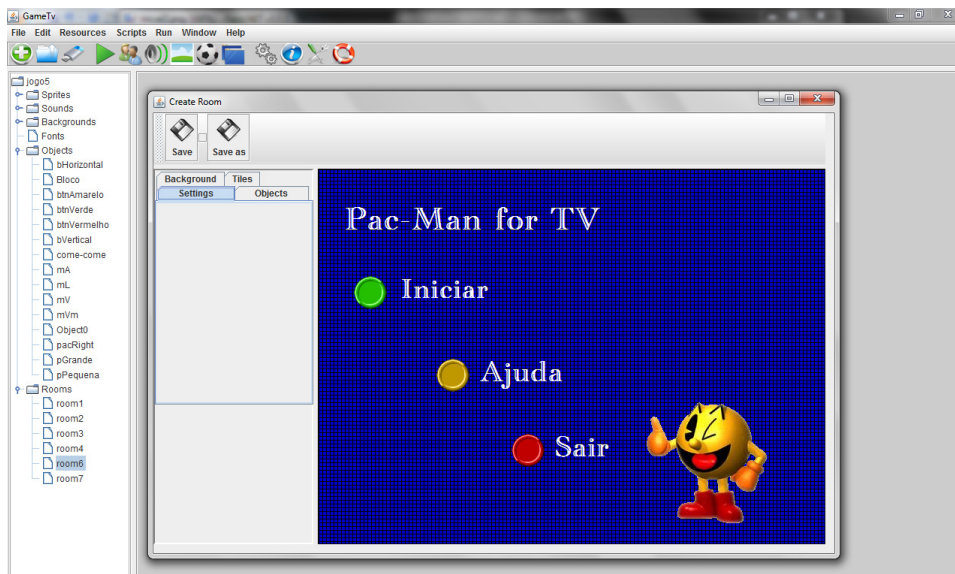 GameTv
File Edit Resources Scripts Run Window Help
jogo5
Sprites
Sounds
Backgrounds
Fonts
Objects
bHorizontal
Bloco
btnAmarelo
btnVerde
btnVermelho
bVertical
come-come
mA
mL
mV
mVm
Object0
pacRight
pGrande
pPequena
Rooms
room1
room2
room3
room4
room6
room7
Create Room
Save Save as
Background Tiles
Settings Objects
Pac-Man for TV
Iniciar
Ajuda
Sair